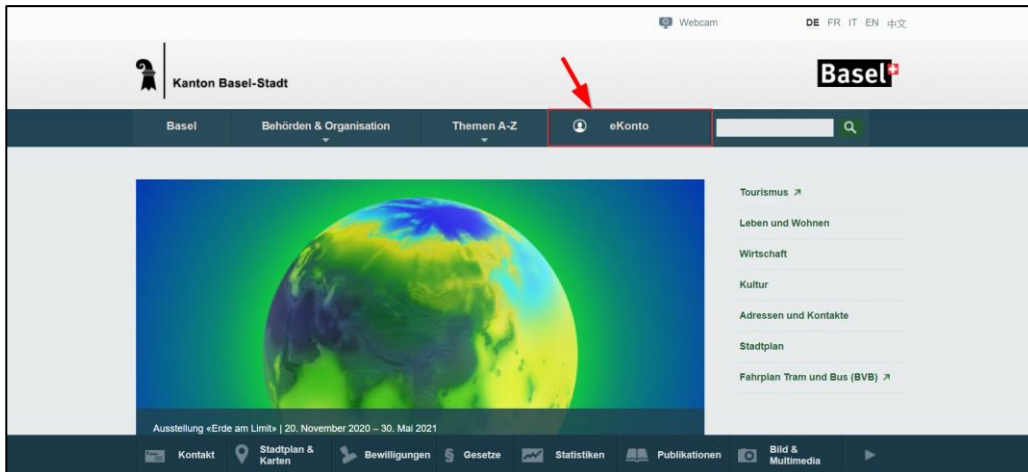 Webcam
DE FR IT EN 中文
Kanton Basel-Stadt
Basel
Basel
Behörden & Organisation
Themen A-Z
eKonto
Tourismus ↗
Leben und Wohnen
Wirtschaft
Kultur
Adressen und Kontakte
Stadtplan
Fahrplan Tram und Bus (BVB) ↗
Ausstellung «Erde am Limit» | 20. November 2020 – 30. Mai 2021
Kontakt
Stadtplan &
Karten
Bewilligungen
§ Gesetze
Statistiken
Publikationen
Bild &
Multimedia